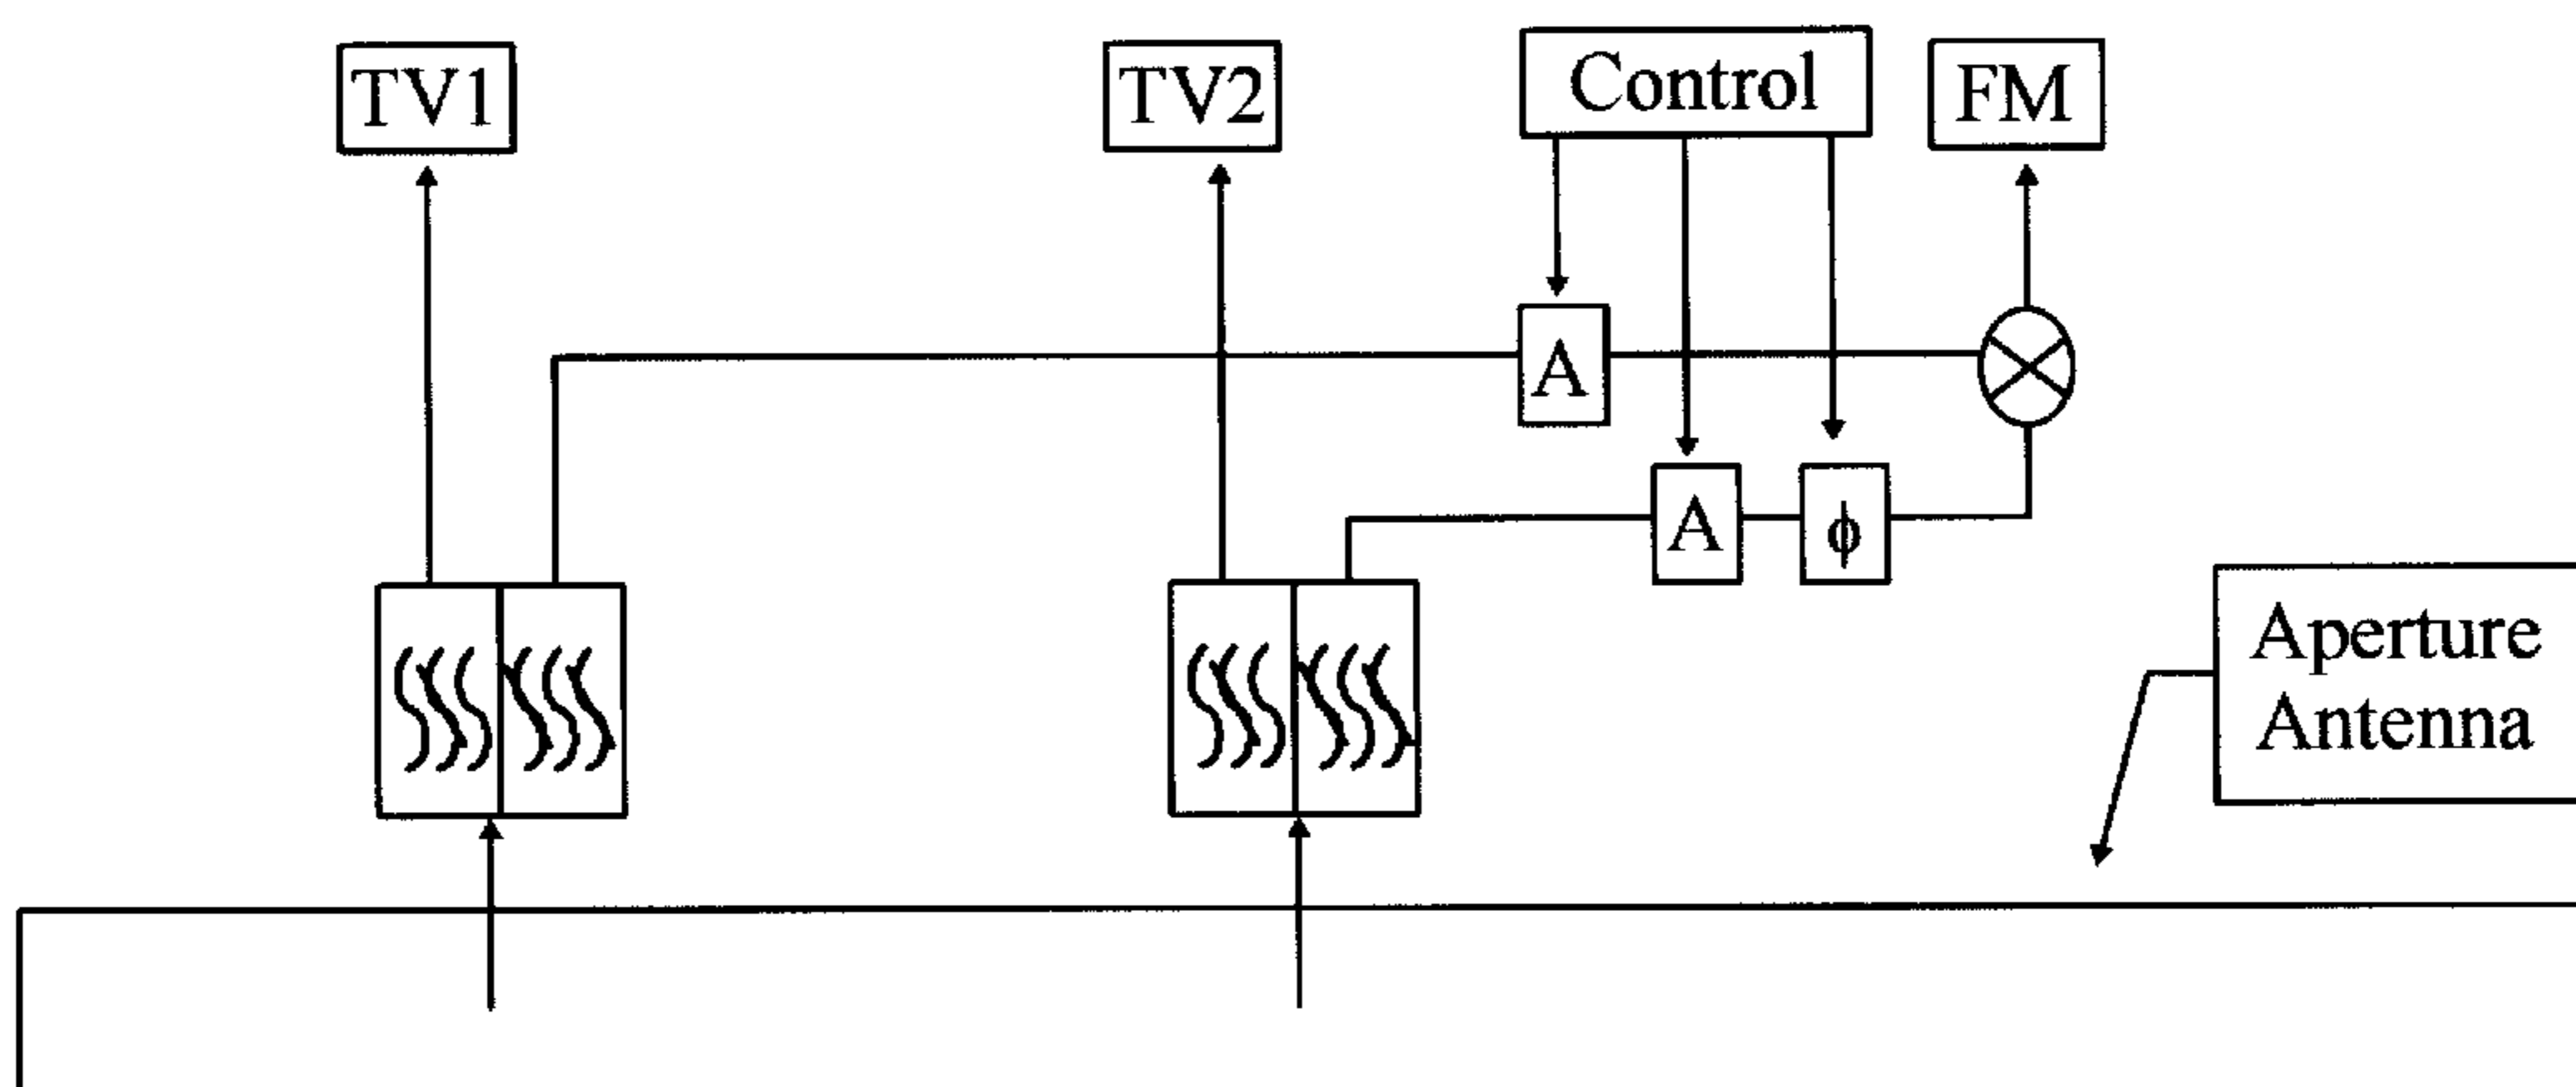 TV1
TV2
Control
FM
A
A
ϕ
Aperture
Antenna